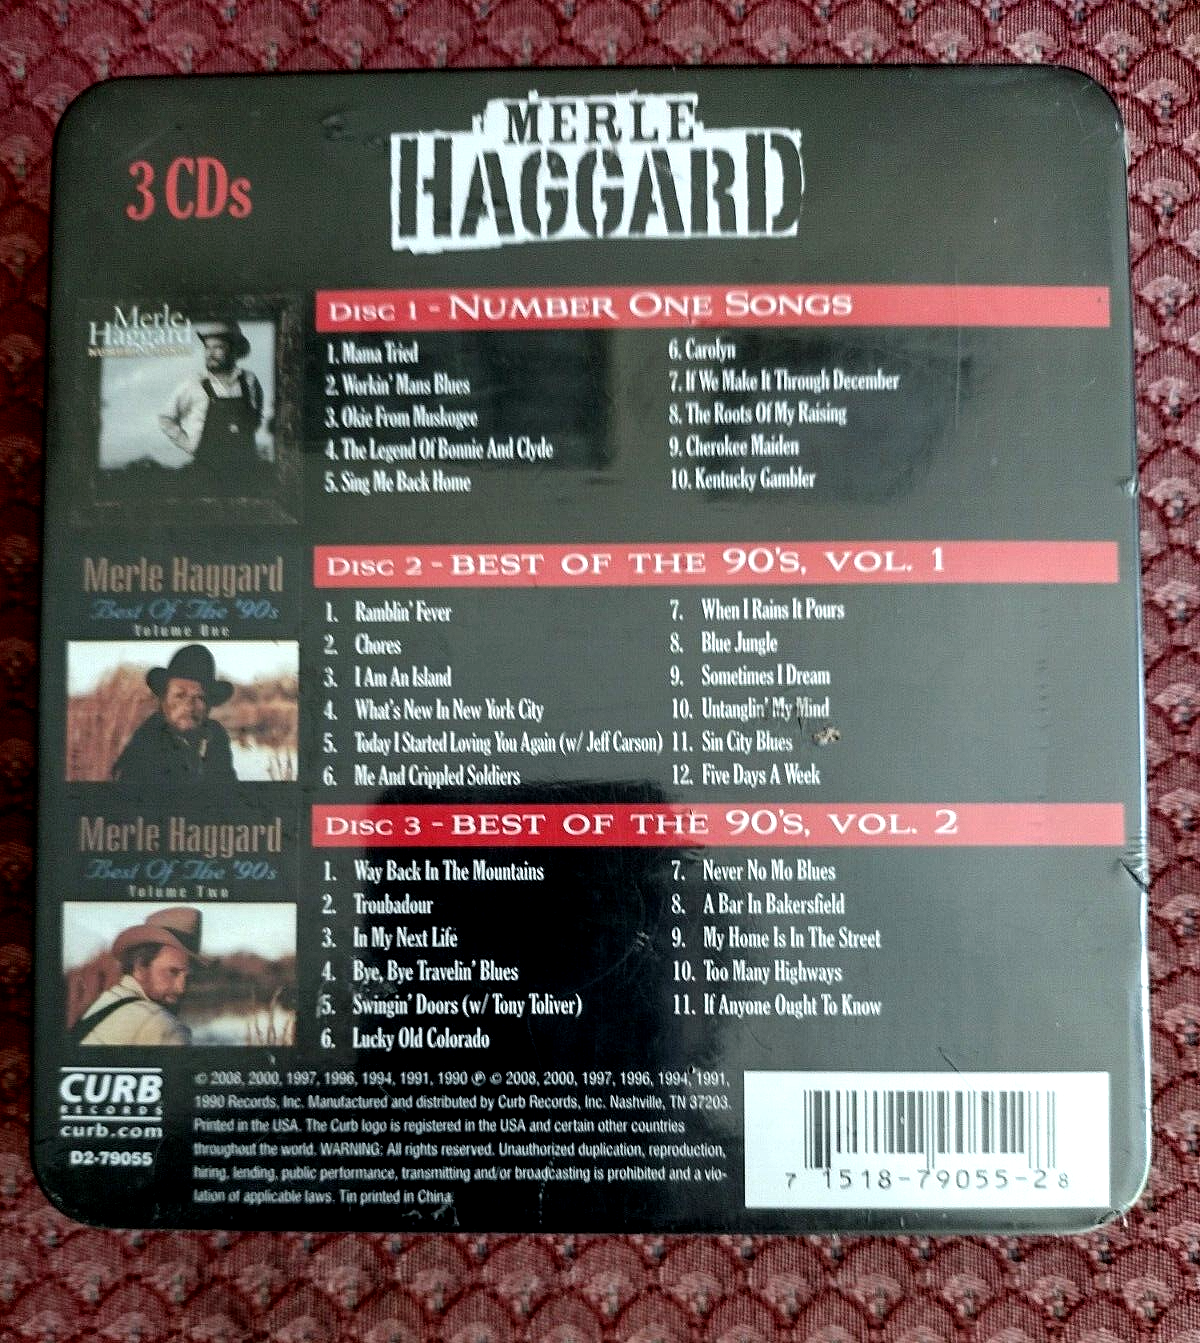 3 CDs
MERLE
HAGGARD
Merle
Haggard
DISC 1 - NUMBER ONE SONGS
1. Mama Tried
2. Workin' Mans Blues
3. Okie From Muskogee
4. The Legend Of Bonnie And Clyde
5. Sing Me Back Home
6. Carolyn
7. If We Make It Through December
8. The Roots Of My Raising
9. Cherokee Maiden
10. Kentucky Gambler
Merle Haggard
Best Of The '90s
Volume One
DISC 2 - BEST OF THE 90'S, VOL. 1
1. Ramblin' Fever
2. Chores
3. I Am An Island
4. What's New In New York City
5. Today I Started Loving You Again (w/ Jeff Carson)
6. Me And Crippled Soldiers
7. When I Rains It Pours
8. Blue Jungle
9. Sometimes I Dream
10. Untanglin' My Mind
11. Sin City Blues
12. Five Days A Week
Merle Haggard
Best Of The '90s
Volume Two
DISC 3 - BEST OF THE 90'S, VOL. 2
1. Way Back In The Mountains
2. Troubadour
3. In My Next Life
4. Bye, Bye Travelin' Blues
5. Swingin' Doors (w/ Tony Toliver)
6. Lucky Old Colorado
7. Never No Mo Blues
8. A Bar In Bakersfield
9. My Home Is In The Street
10. Too Many Highways
11. If Anyone Ought To Know
CURB
RECORDS
curb.com
D2-79055
© 2008, 2000, 1997, 1996, 1994, 1991, 1990 ℗ © 2008, 2000, 1997, 1996, 1994, 1991,
1990 Records, Inc. Manufactured and distributed by Curb Records, Inc. Nashville, TN 37203.
Printed in the USA. The Curb logo is registered in the USA and certain other countries
throughout the world. WARNING: All rights reserved. Unauthorized duplication, reproduction,
hiring, lending, public performance, transmitting and/or broadcasting is prohibited and a vio-
lation of applicable laws. Tin printed in China.
7 1518-79055-2 8